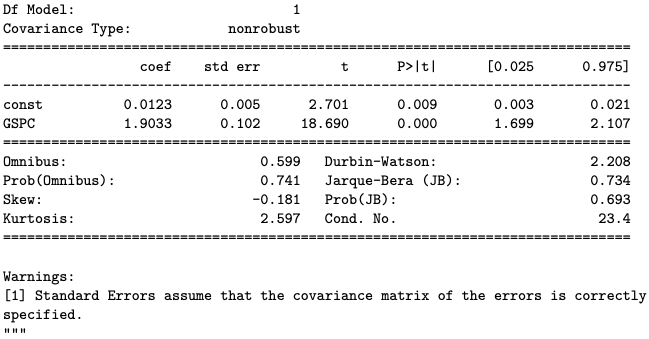 Df Model:                           1
Covariance Type:            nonrobust
==============================================================================
                 coef    std err          t      P>|t|      [0.025      0.975]
------------------------------------------------------------------------------
const          0.0123      0.005      2.701      0.009       0.003       0.021
GSPC           1.9033      0.102     18.690      0.000       1.699       2.107
==============================================================================
Omnibus:                        0.599   Durbin-Watson:                   2.208
Prob(Omnibus):                  0.741   Jarque-Bera (JB):                0.734
Skew:                          -0.181   Prob(JB):                        0.693
Kurtosis:                       2.597   Cond. No.                         23.4
==============================================================================
Warnings:
[1] Standard Errors assume that the covariance matrix of the errors is correctly
specified.
"""